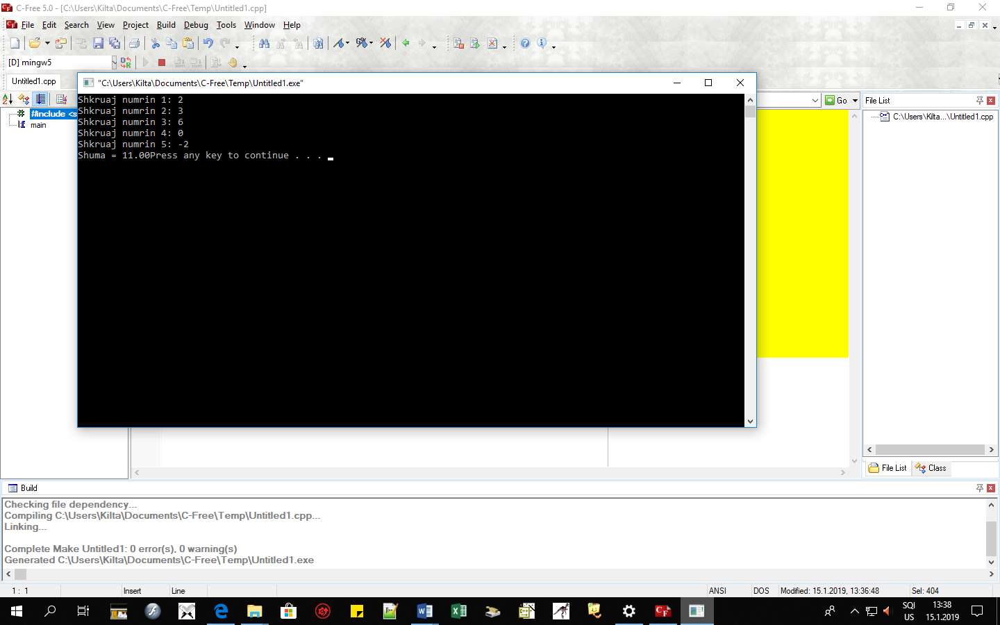 C-Free 5.0 - [C:\Users\Kilta\Documents\C-Free\Temp\Untitled1.cpp]
File Edit Search View Project Build Debug Tools Window Help
[D] mingw5
Untitled1.cpp
"C:\Users\Kilta\Documents\C-Free\Temp\Untitled1.exe"
Shkruaj numrin 1: 2
Shkruaj numrin 2: 3
Shkruaj numrin 3: 6
Shkruaj numrin 4: 0
Shkruaj numrin 5: -2
Shuma = 11.00Press any key to continue . . .
#include <s
main
Go
File List
C:\Users\Kilta...\Untitled1.cpp
File List Class
Build
Checking file dependency...
Compiling C:\Users\Kilta\Documents\C-Free\Temp\Untitled1.cpp...
Linking...
Complete Make Untitled1: 0 error(s), 0 warning(s)
Generated C:\Users\Kilta\Documents\C-Free\Temp\Untitled1.exe
1 : 1 Insert Line ANSI DOS Modified: 15.1.2019, 13:36:48 Sel: 404
SQI 13:38
US 15.1.2019